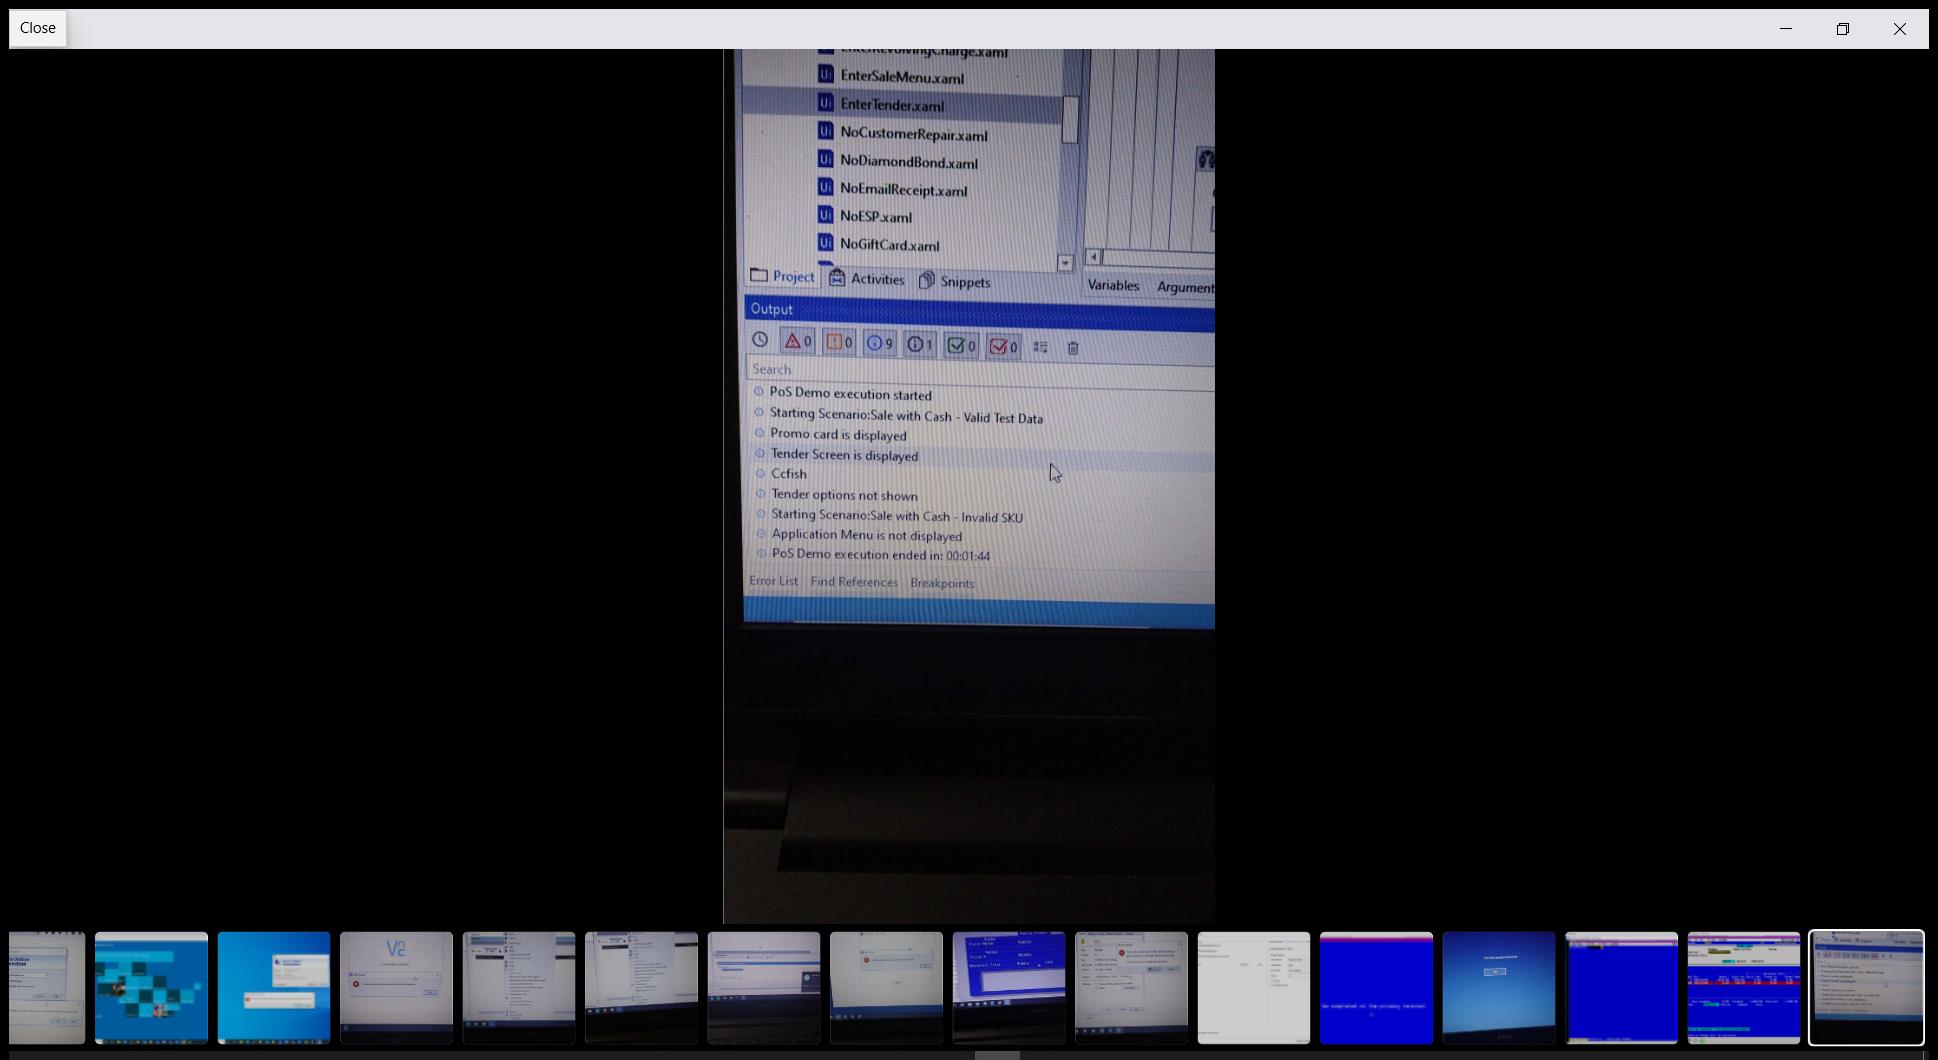 Close
EnterRevolvingCharge.xaml
EnterSaleMenu.xaml
EnterTender.xaml
NoCustomerRepair.xaml
NoDiamondBond.xaml
NoEmailReceipt.xaml
NoESP.xaml
NoGiftCard.xaml
Project Activities Snippets
Variables Argument
Output
0 0 9 1 0 0
Search
PoS Demo execution started
Starting Scenario:Sale with Cash - Valid Test Data
Promo card is displayed
Tender Screen is displayed
Ccfish
Tender options not shown
Starting Scenario:Sale with Cash - Invalid SKU
Application Menu is not displayed
PoS Demo execution ended in: 00:01:44
Error List Find References Breakpoints